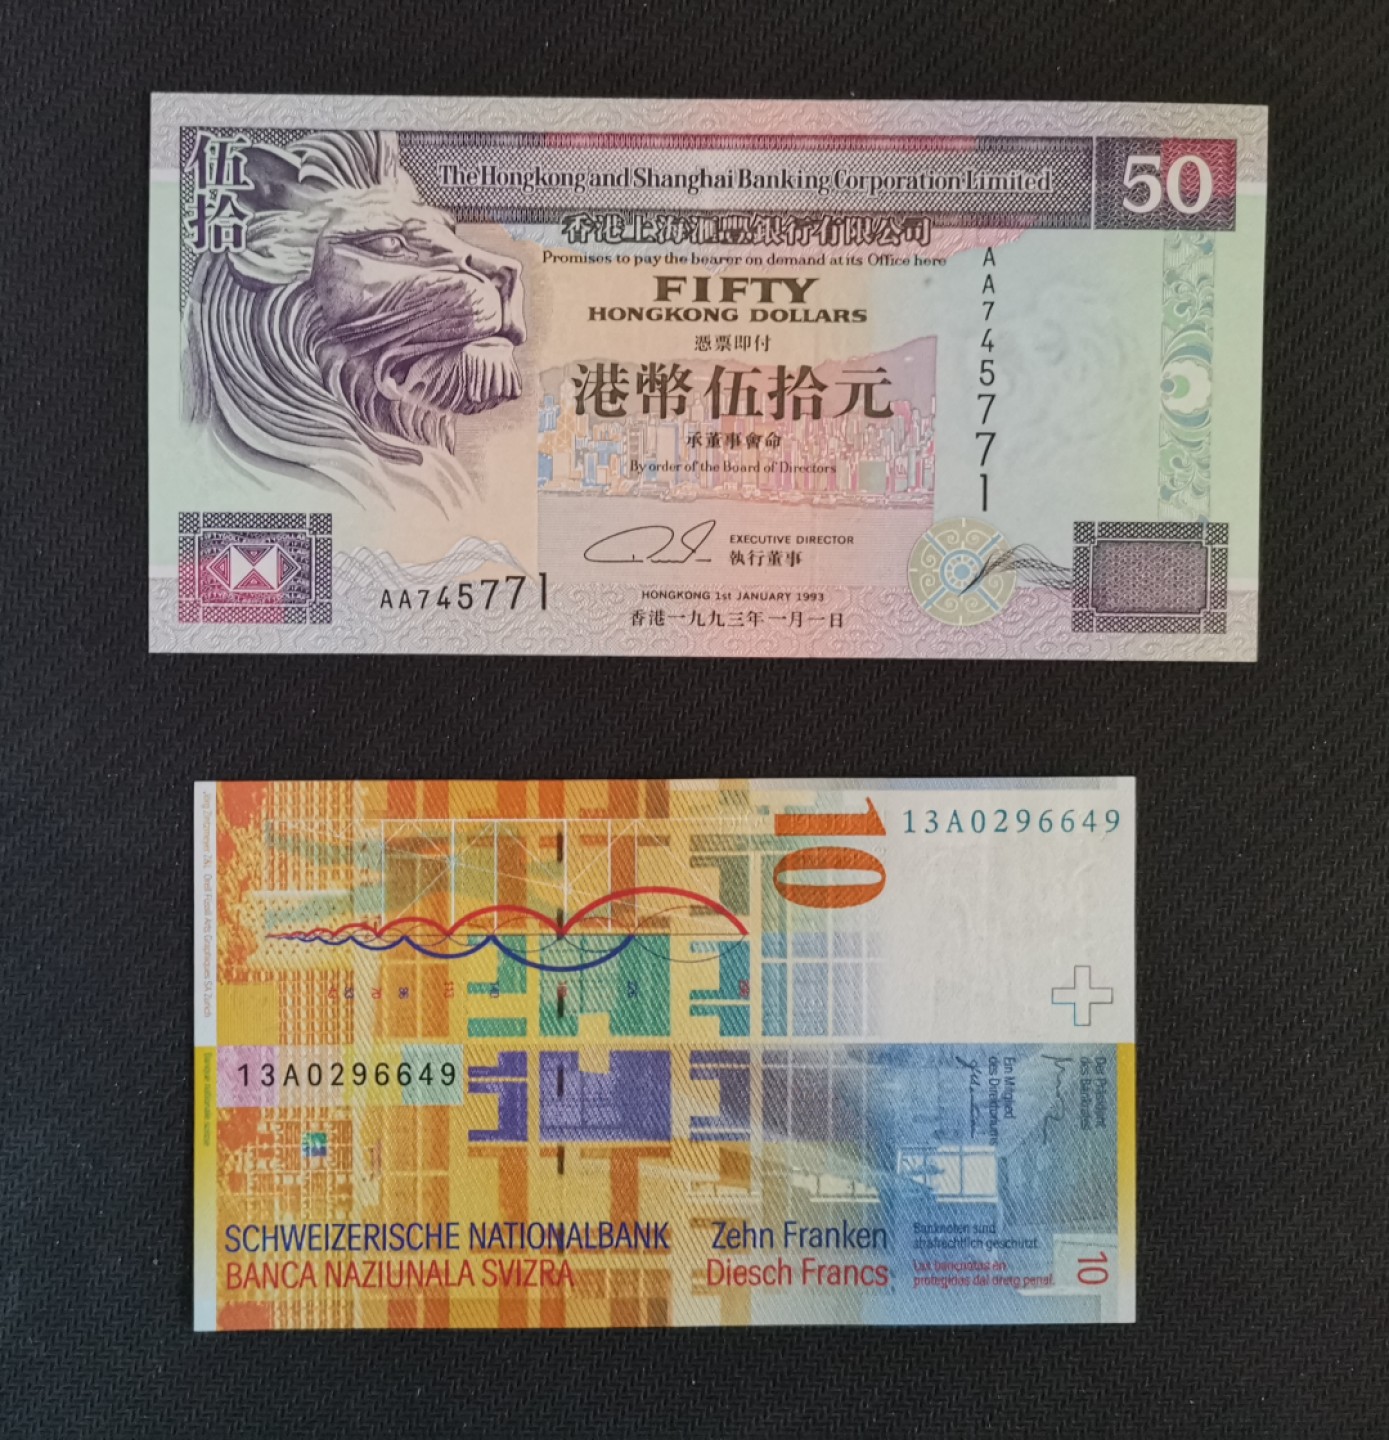 伍拾
The Hongkong and Shanghai Banking Corporation Limited
50
香港上海滙豐銀行有限公司
Promises to pay the bearer on demand at its Office here
FIFTY
HONGKONG DOLLARS
憑票即付
港幣伍拾元
承董事會命
By order of the Board of Directors
AA745771
EXECUTIVE DIRECTOR
執行董事
AA745771
HONGKONG 1st JANUARY 1993
香港一九九三年一月一日
10
13A0296649
13A0296649
Der Präsident
des Bankrates
Ein Mitglied
des Direktoriums
SCHWEIZERISCHE NATIONALBANK
BANCA NAZIUNALA SVIZRA
Zehn Franken
Diesch Francs
Banknoten sind
strafrechtlich geschützt.
Las bancnotas èn
protegidas dal dretg penal.
10